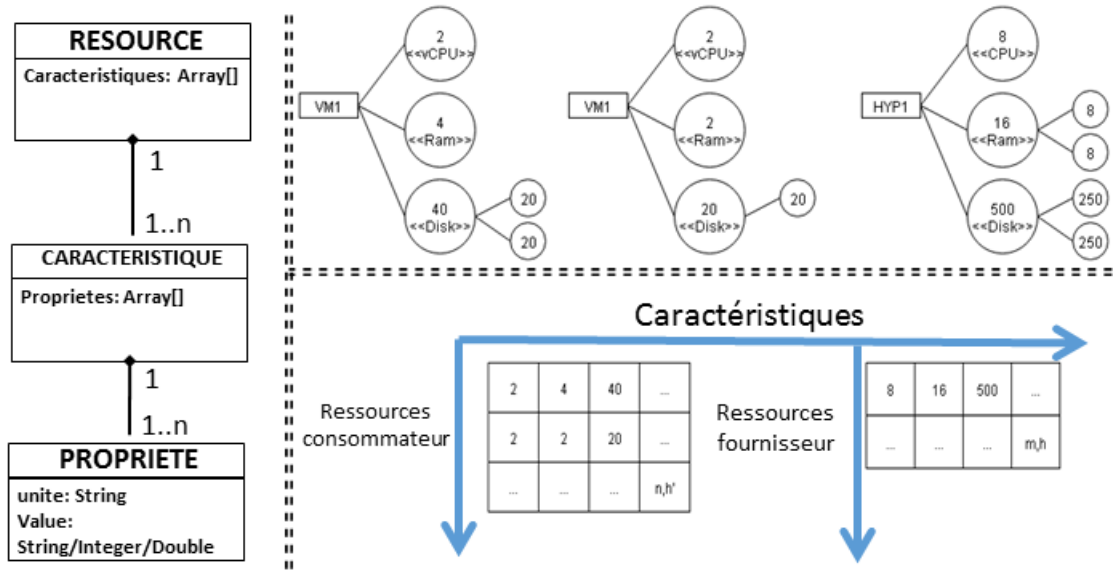 RESOURCE
Caracteristiques: Array[]
1
1..n
CARACTERISTIQUE
Proprietes: Array[]
1
1..n
PROPRIETE
unite: String
Value:
String/Integer/Double
VM1
2
<<vCPU>>
4
<<Ram>>
40
<<Disk>>
20
20
VM1
2
<<vCPU>>
2
<<Ram>>
20
<<Disk>>
20
HYP1
8
<<CPU>>
16
<<Ram>>
8
8
500
<<Disk>>
250
250
Caractéristiques
Ressources
consommateur
2 4 40 ...
2 2 20 ...
... ... ... n,h'
Ressources
fournisseur
8 16 500 ...
... ... ... m,h